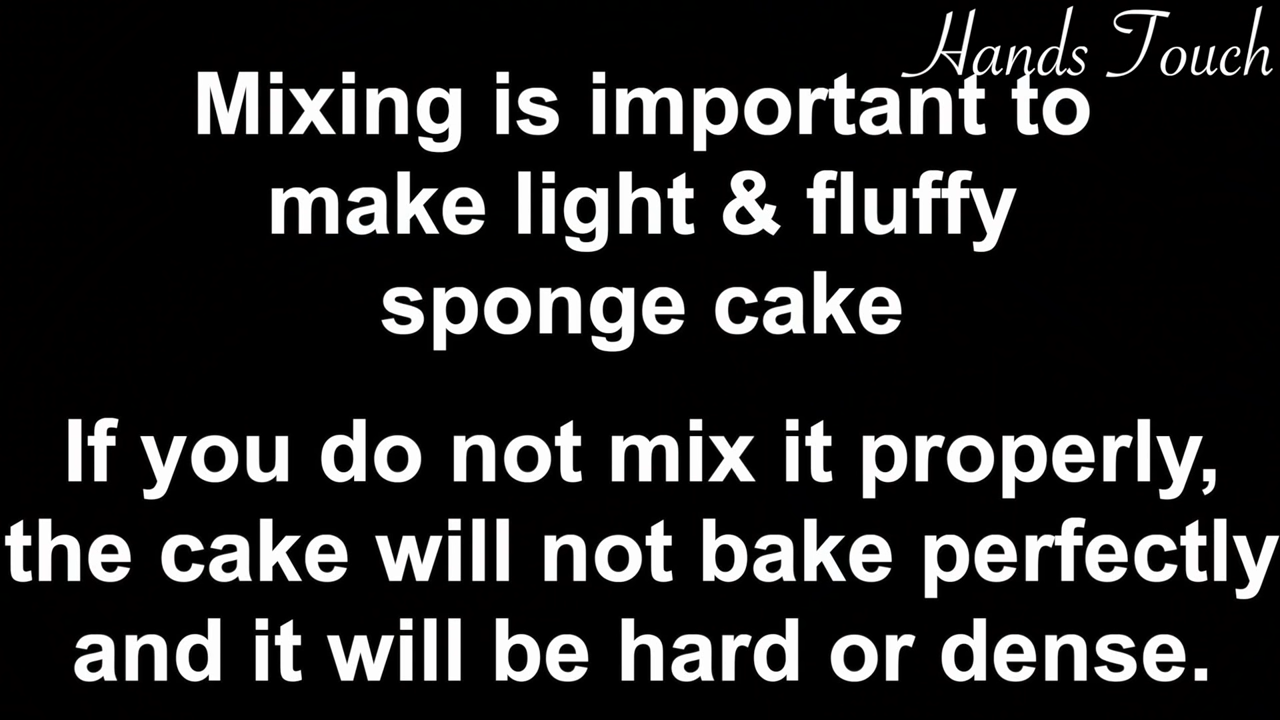 Hands Touch
Mixing is important to
make light & fluffy
sponge cake
If you do not mix it properly,
the cake will not bake perfectly
and it will be hard or dense.